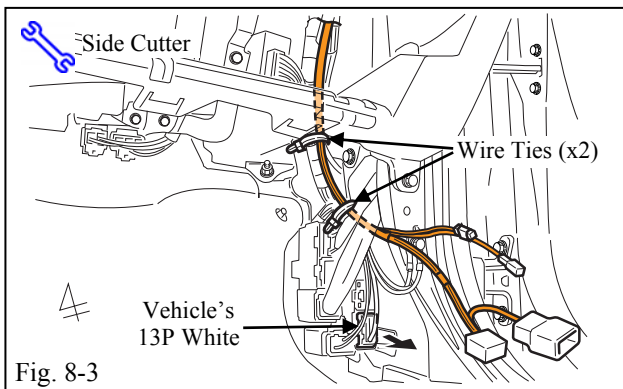 Side Cutter
Wire Ties (x2)
Vehicle's
13P White
Fig. 8-3